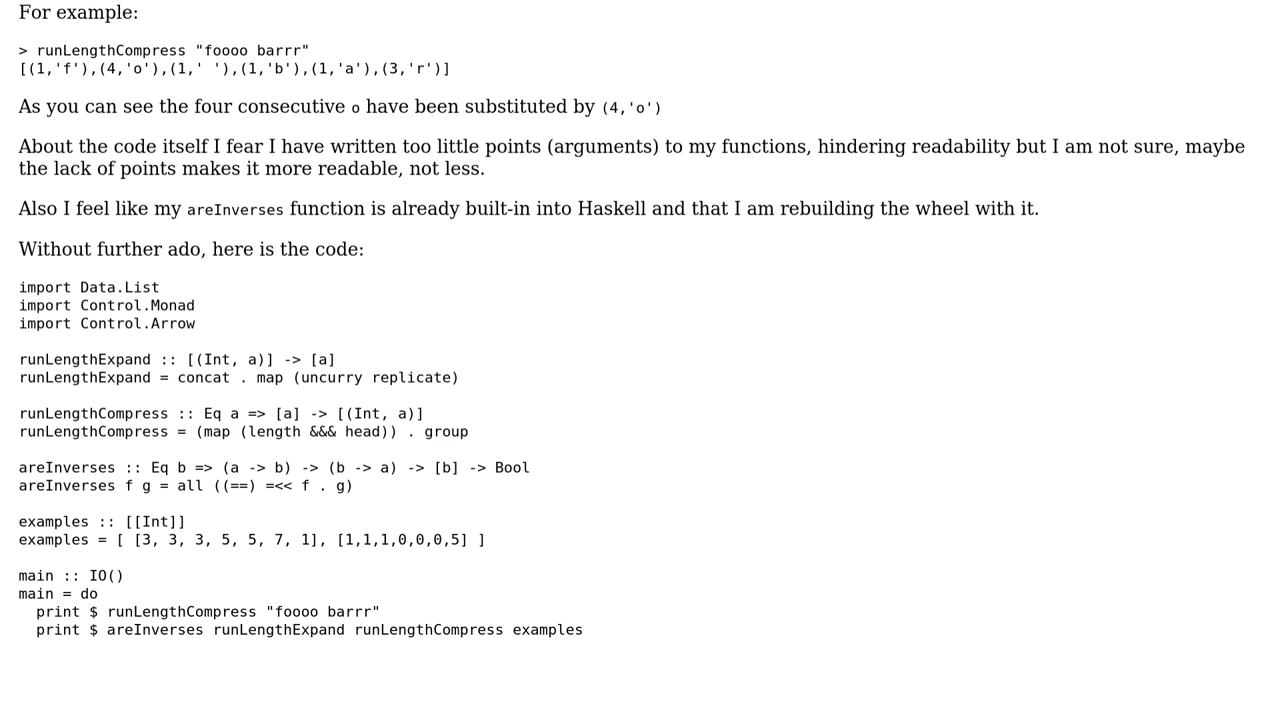 For example:
> runLengthCompress "foooo barrr"
[(1,'f'),(4,'o'),(1,' '),(1,'b'),(1,'a'),(3,'r')]
As you can see the four consecutive o have been substituted by (4,'o')
About the code itself I fear I have written too little points (arguments) to my functions, hindering readability but I am not sure, maybe
the lack of points makes it more readable, not less.
Also I feel like my areInverses function is already built-in into Haskell and that I am rebuilding the wheel with it.
Without further ado, here is the code:
import Data.List
import Control.Monad
import Control.Arrow
runLengthExpand :: [(Int, a)] -> [a]
runLengthExpand = concat . map (uncurry replicate)
runLengthCompress :: Eq a => [a] -> [(Int, a)]
runLengthCompress = (map (length &&& head)) . group
areInverses :: Eq b => (a -> b) -> (b -> a) -> [b] -> Bool
areInverses f g = all ((==) =<< f . g)
examples :: [[Int]]
examples = [ [3, 3, 3, 5, 5, 7, 1], [1,1,1,0,0,0,5] ]
main :: IO()
main = do
  print $ runLengthCompress "foooo barrr"
  print $ areInverses runLengthExpand runLengthCompress examples